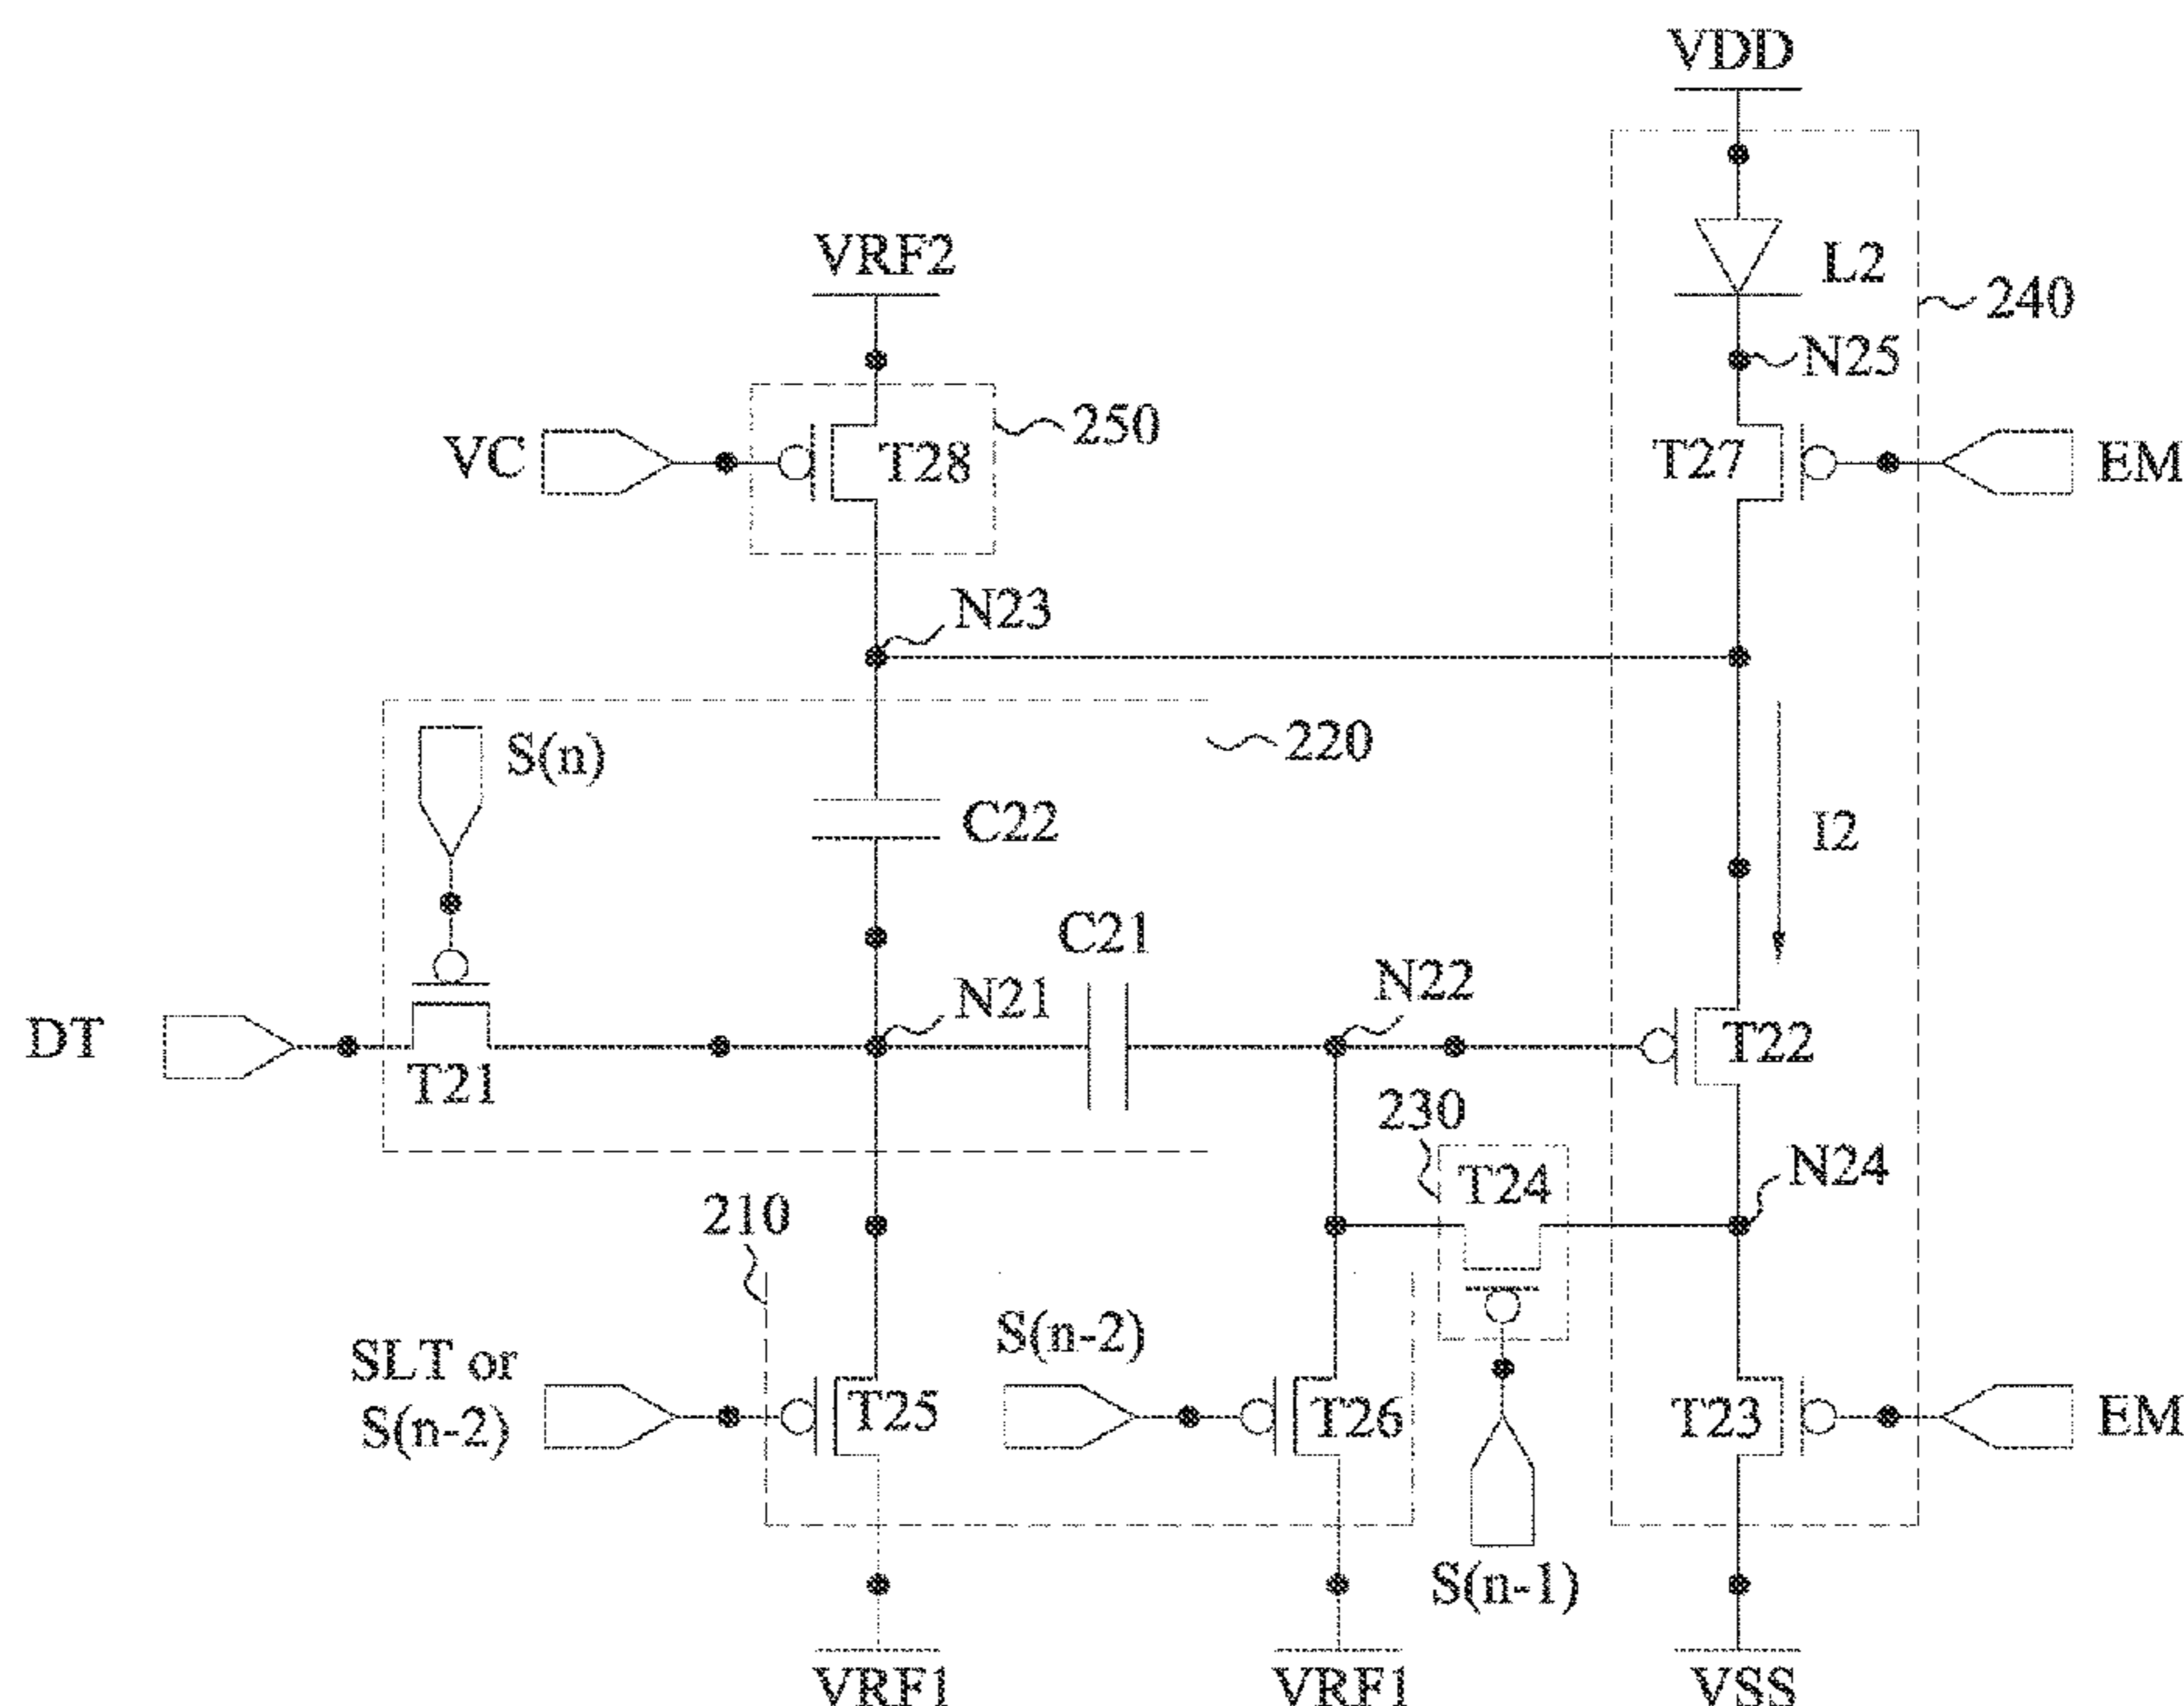 VDD
VRF2
L2
240
N25
VC
T28
250
T27
EM
N23
S(n)
220
C22
I2
C21
N21
N22
DT
T21
T22
230
T24
N24
210
SLT or
S(n-2)
S(n-2)
T25
T26
T23
EM
S(n-1)
VRF1
VRF1
VSS